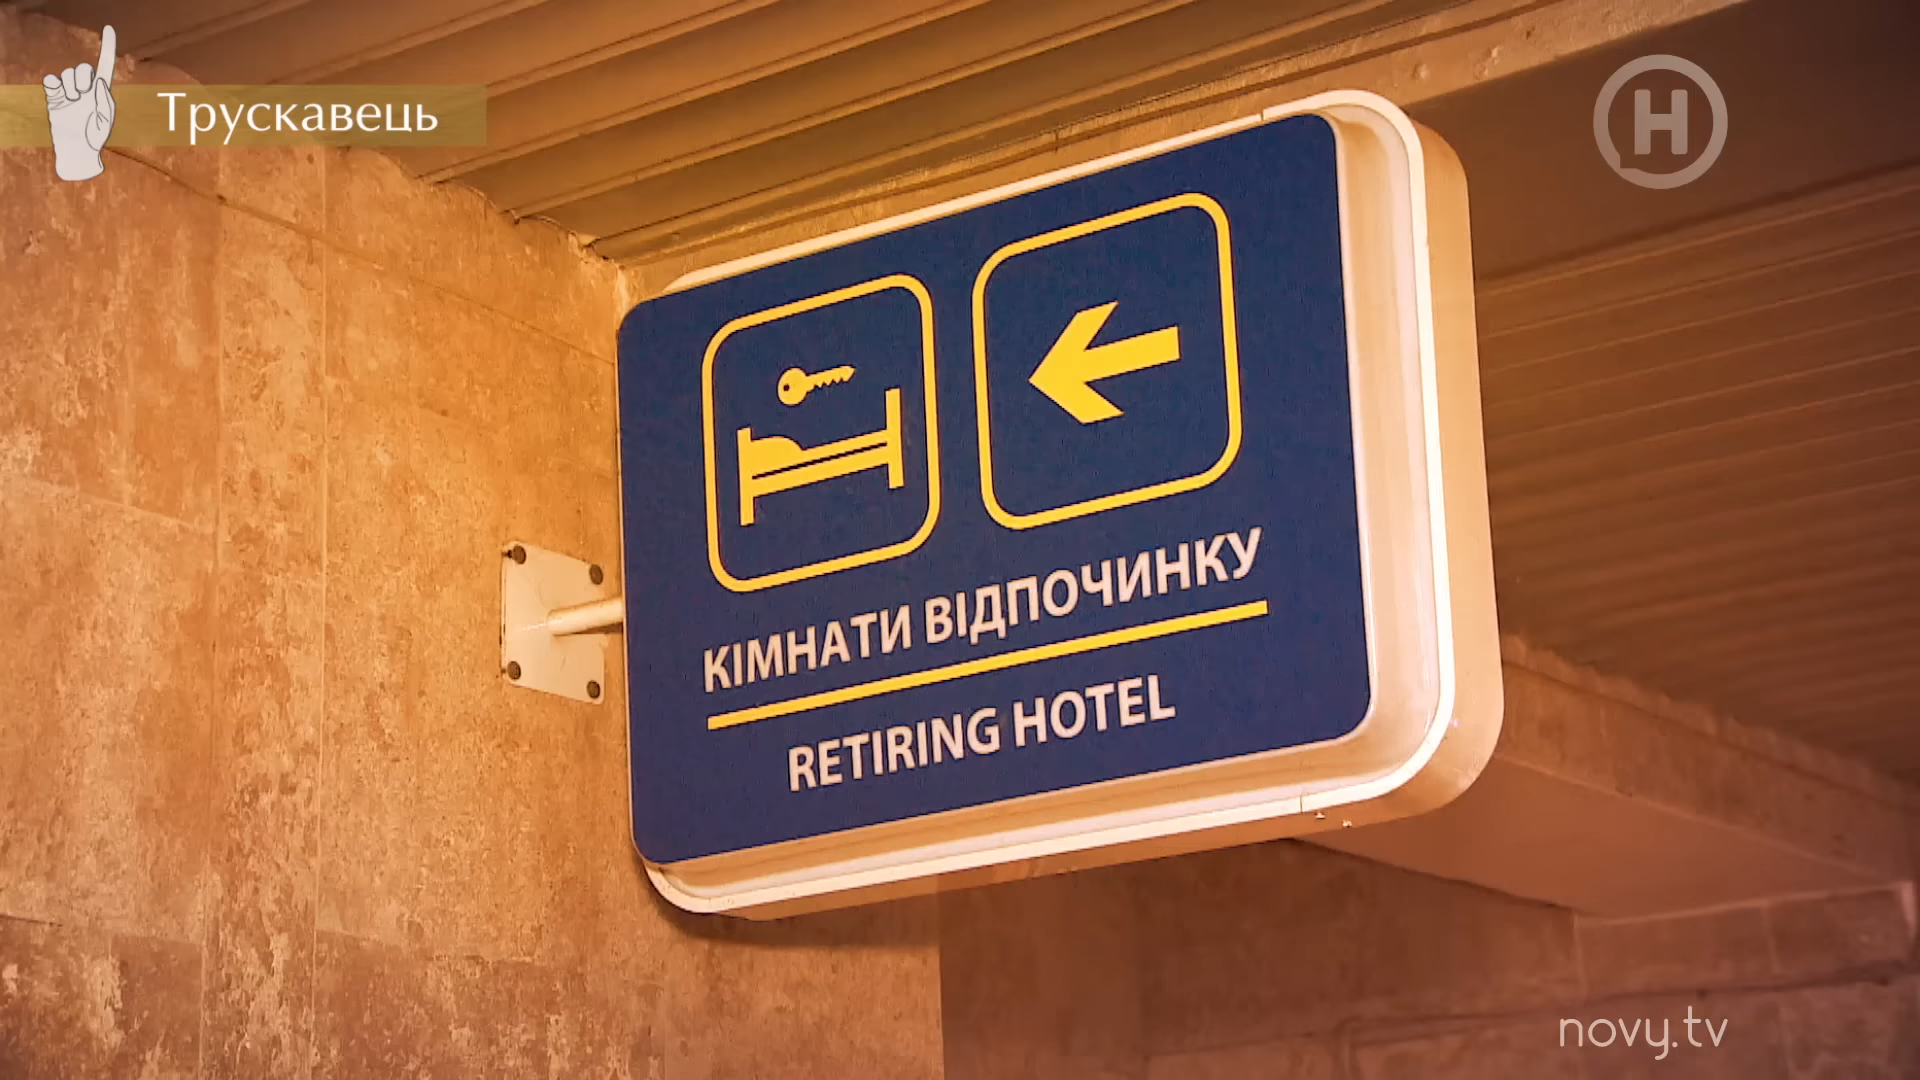 Трускавець
Н
КІМНАТИ ВІДПОЧИНКУ
RETIRING HOTEL
novy.tv